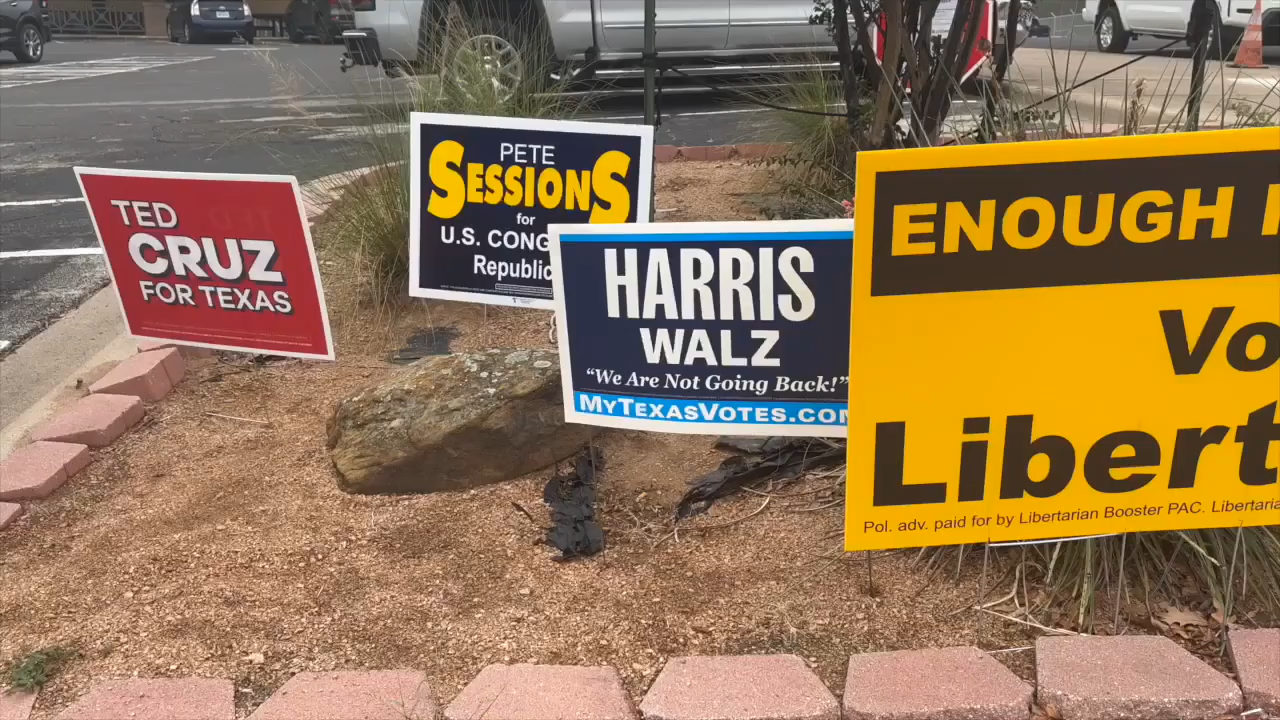 TED
CRUZ
FOR TEXAS
PETE
SESSIONS
for
U.S. CONG
Republic
HARRIS
WALZ
“We Are Not Going Back!”
MYTEXASVOTES.COM
ENOUGH
Vo
Libert
Pol. adv. paid for by Libertarian Booster PAC. Libertaria